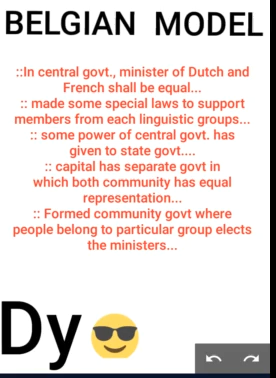 BELGIAN MODEL
::In central govt., minister of Dutch and
French shall be equal...
:: made some special laws to support
members from each linguistic groups...
:: some power of central govt. has
given to state govt....
:: capital has separate govt in
which both community has equal
representation...
:: Formed community govt where
people belong to particular group elects
the ministers...
Dy😎